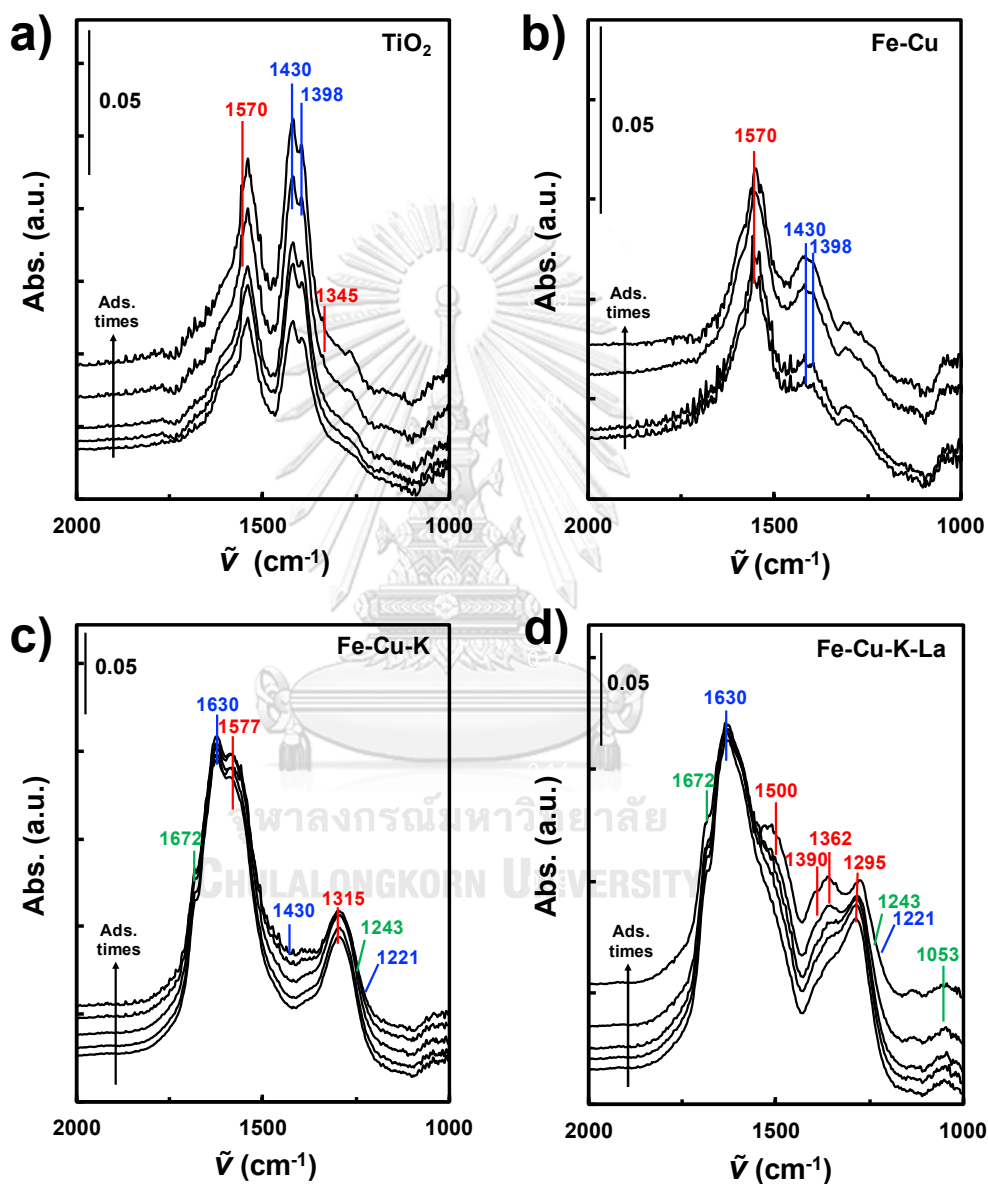 a)
TiO2
0.05
1570
1430
1398
1345
Ads.
times
Abs. (a.u.)
2000
1500
1000
ṽ (cm-1)
b)
Fe-Cu
0.05
1570
1430
1398
Ads.
times
Abs. (a.u.)
2000
1500
1000
ṽ (cm-1)
c)
Fe-Cu-K
0.05
1630
1577
1672
1430
1315
1243
1221
Ads.
times
Abs. (a.u.)
2000
1500
1000
ṽ (cm-1)
d)
Fe-Cu-K-La
0.05
1630
1672
1500
1362
1390
1295
1243
1221
1053
Ads.
times
Abs. (a.u.)
2000
1500
1000
ṽ (cm-1)
จุฬาลงกรณ์มหาวิทยาลัย
CHULALONGKORN UNIVERSITY